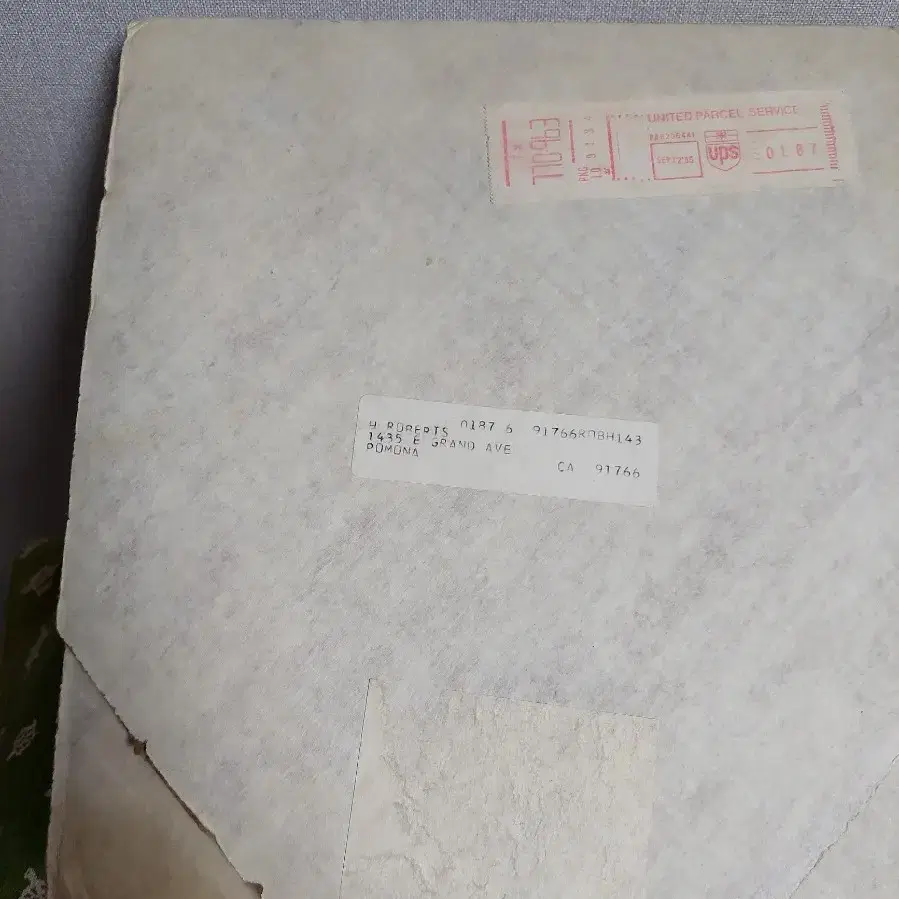 UNITED PARCEL SERVICE
ups
0187
H ROBERTS 0187 6 91766RDBH143
1435 E GRAND AVE
POMONA CA 91766